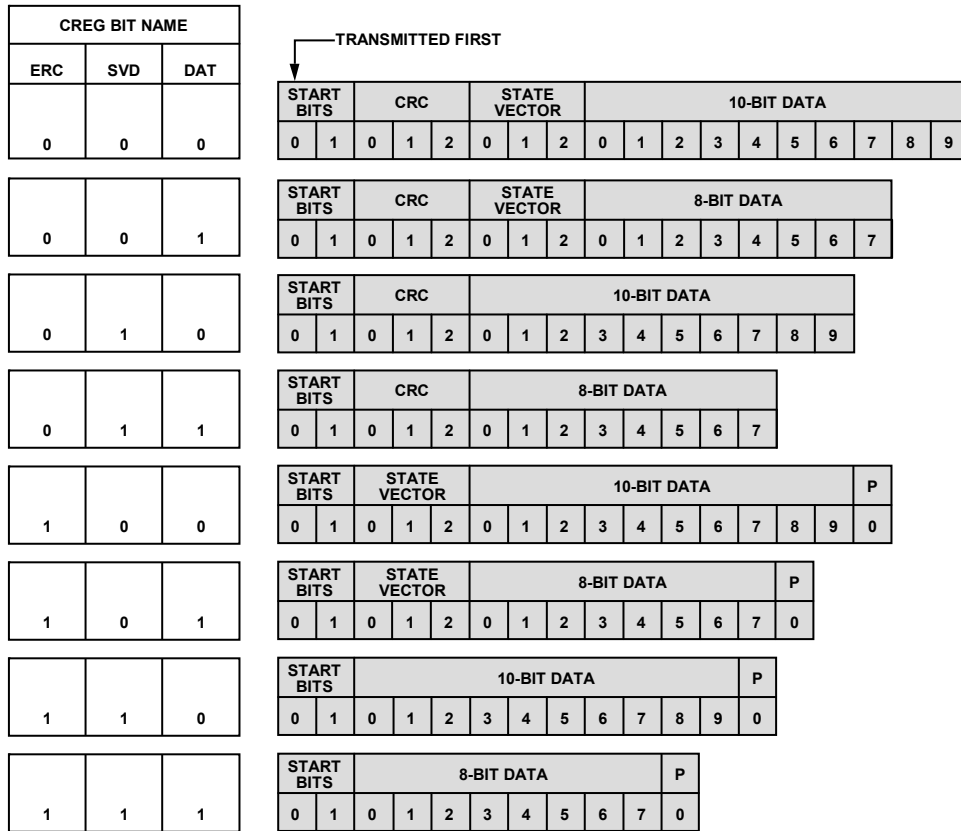 CREG BIT NAME
ERC SVD DAT
TRANSMITTED FIRST
START BITS CRC STATE VECTOR 10-BIT DATA
0 0 0 0 1 0 1 2 0 1 2 0 1 2 3 4 5 6 7 8 9
START BITS CRC STATE VECTOR 8-BIT DATA
0 0 1 0 1 0 1 2 0 1 2 0 1 2 3 4 5 6 7
START BITS CRC 10-BIT DATA
0 1 0 0 1 0 1 2 0 1 2 3 4 5 6 7 8 9
START BITS CRC 8-BIT DATA
0 1 1 0 1 0 1 2 0 1 2 3 4 5 6 7
START BITS STATE VECTOR 10-BIT DATA P
1 0 0 0 1 0 1 2 0 1 2 3 4 5 6 7 8 9 0
START BITS STATE VECTOR 8-BIT DATA P
1 0 1 0 1 0 1 2 0 1 2 3 4 5 6 7 0
START BITS 10-BIT DATA P
1 1 0 0 1 0 1 2 3 4 5 6 7 8 9 0
START BITS 8-BIT DATA P
1 1 1 0 1 0 1 2 3 4 5 6 7 0